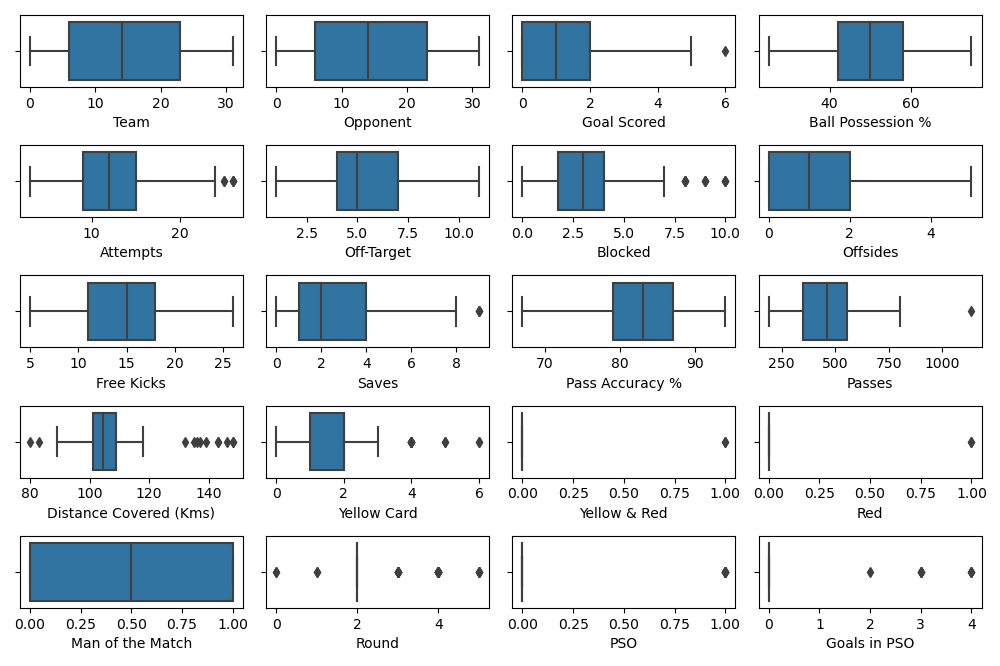 0 10 20 30
Team
0 10 20 30
Opponent
0 2 4 6
Goal Scored
40 60
Ball Possession %
10 20
Attempts
2.5 5.0 7.5 10.0
Off-Target
0.0 2.5 5.0 7.5 10.0
Blocked
0 2 4
Offsides
5 10 15 20 25
Free Kicks
0 2 4 6 8
Saves
70 80 90
Pass Accuracy %
250 500 750 1000
Passes
80 100 120 140
Distance Covered (Kms)
0 2 4 6
Yellow Card
0.00 0.25 0.50 0.75 1.00
Yellow & Red
0.00 0.25 0.50 0.75 1.00
Red
0.00 0.25 0.50 0.75 1.00
Man of the Match
0 2 4
Round
0.00 0.25 0.50 0.75 1.00
PSO
0 1 2 3 4
Goals in PSO